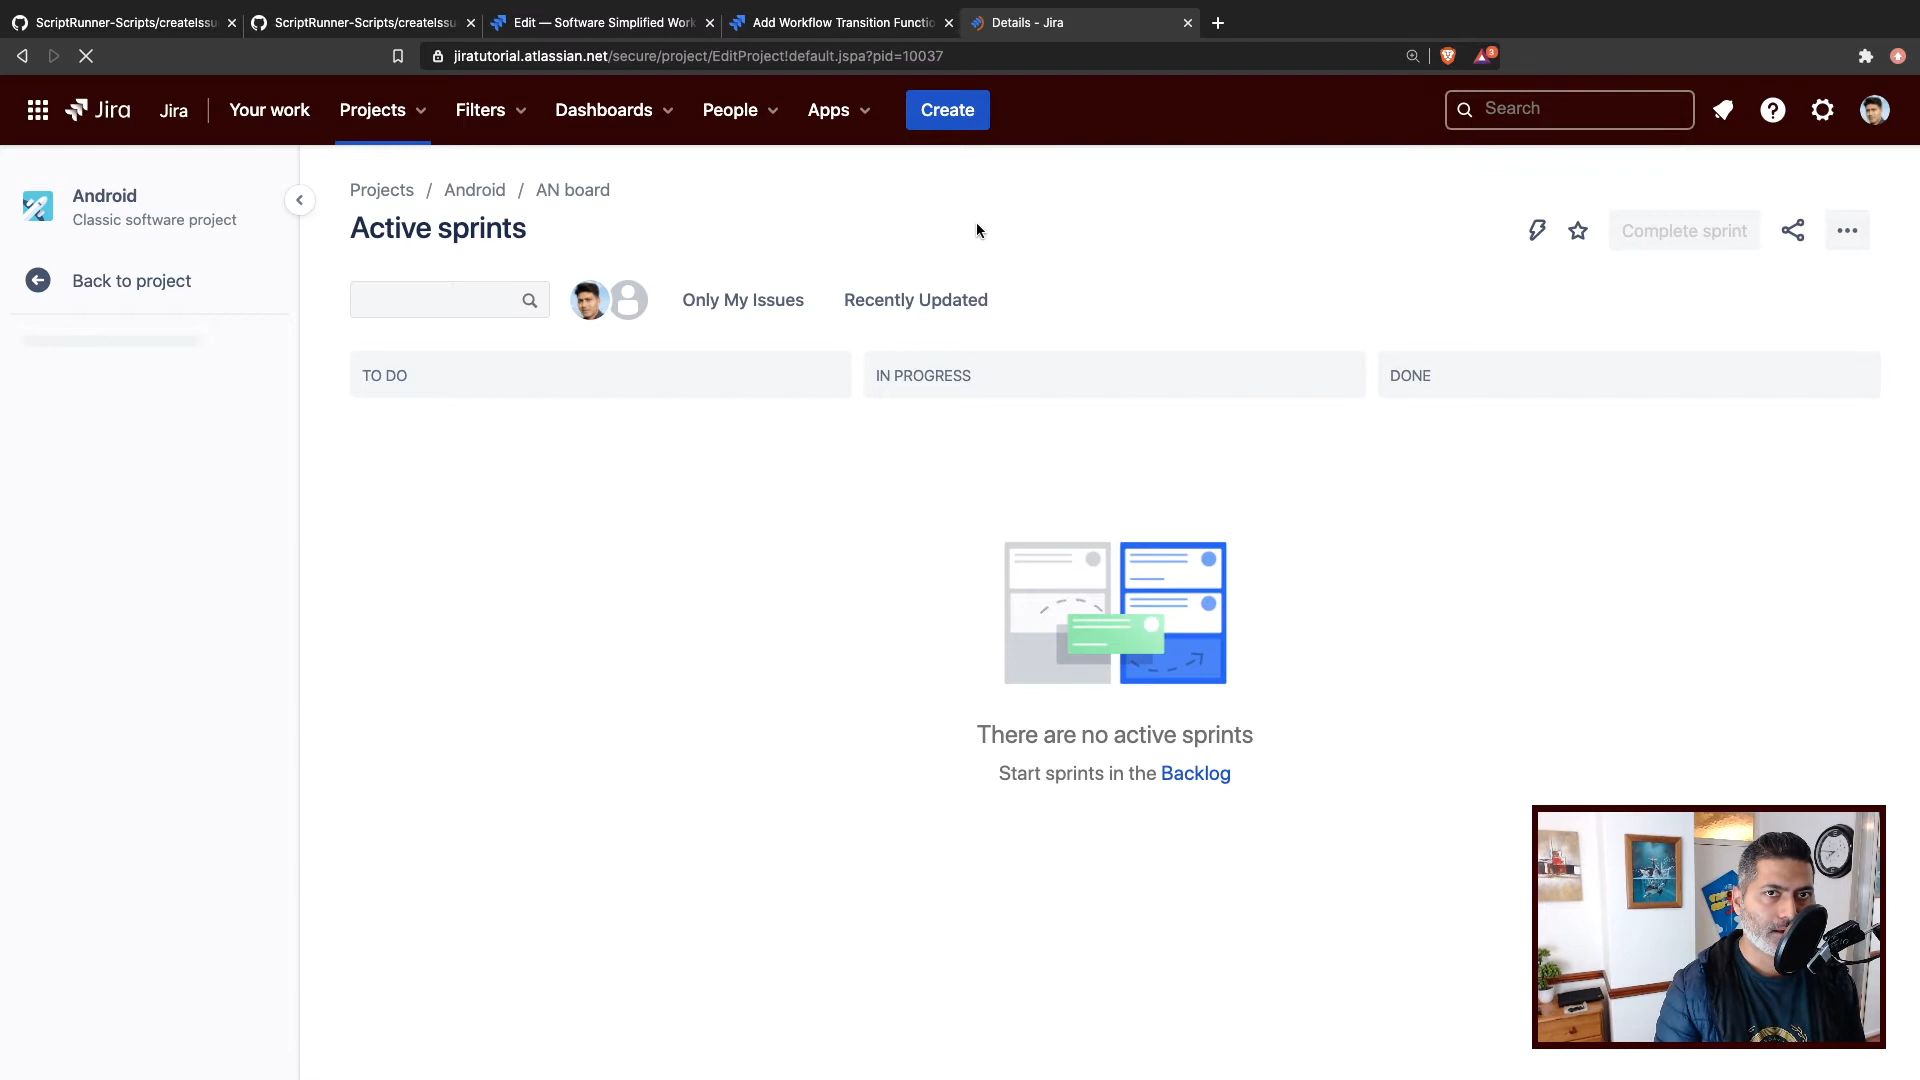 ScriptRunner-Scripts/createIssu
ScriptRunner-Scripts/createIssu
Edit — Software Simplified Work
Add Workflow Transition Functio
Details - Jira
jiratutorial.atlassian.net/secure/project/EditProject!default.jspa?pid=10037
3
Jira
Jira
Your work
Projects
Filters
Dashboards
People
Apps
Create
Search
Android
Classic software project
Back to project
Projects / Android / AN board
Active sprints
Complete sprint
Only My Issues
Recently Updated
TO DO
IN PROGRESS
DONE
There are no active sprints
Start sprints in the Backlog